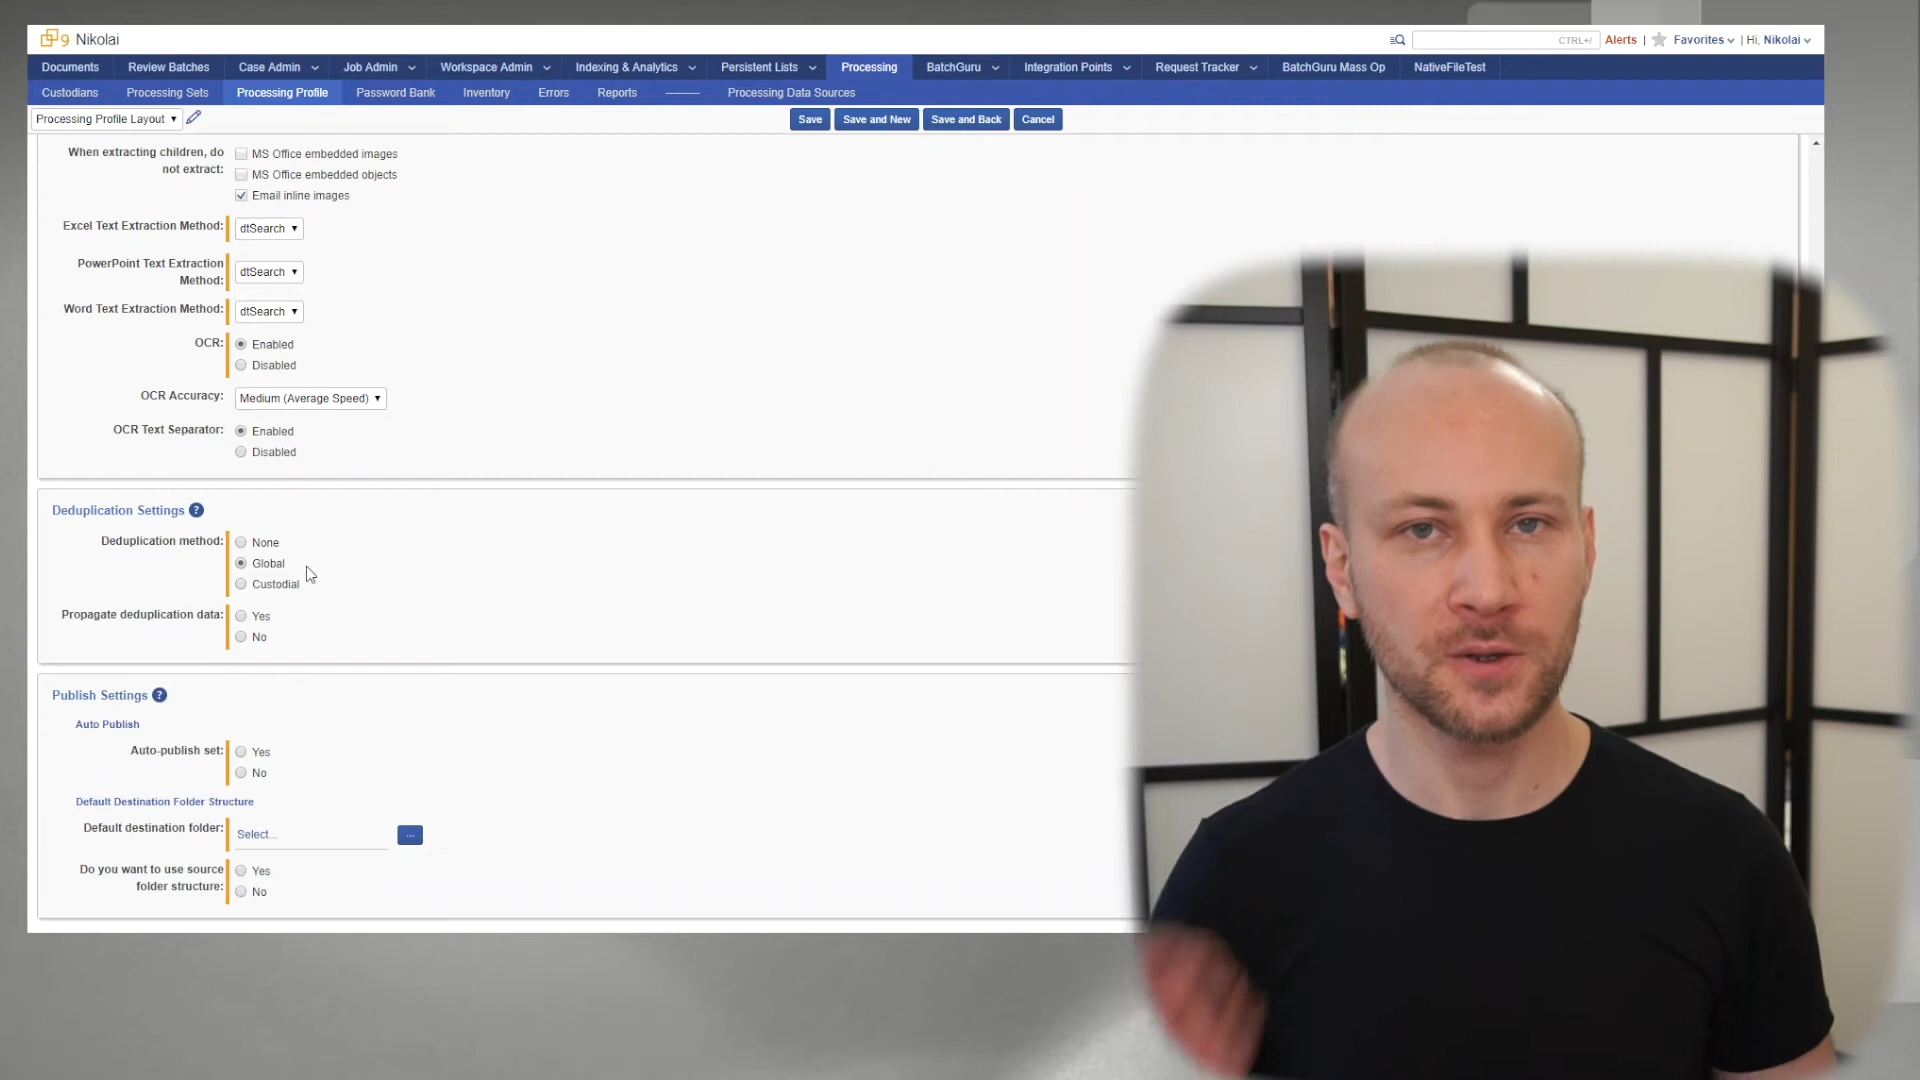 9 Nikolai
CTRL+/ Alerts | Favorites | Hi, Nikolai
Documents Review Batches Case Admin Job Admin Workspace Admin Indexing & Analytics Persistent Lists Processing BatchGuru Integration Points Request Tracker BatchGuru Mass Op NativeFileTest
Custodians Processing Sets Processing Profile Password Bank Inventory Errors Reports ---------- Processing Data Sources
Processing Profile Layout Save Save and New Save and Back Cancel
When extracting children, do
not extract:
MS Office embedded images
MS Office embedded objects
Email inline images
Excel Text Extraction Method: dtSearch
PowerPoint Text Extraction
Method:
dtSearch
Word Text Extraction Method: dtSearch
OCR: Enabled
Disabled
OCR Accuracy: Medium (Average Speed)
OCR Text Separator: Enabled
Disabled
Deduplication Settings ?
Deduplication method: None
Global
Custodial
Propagate deduplication data: Yes
No
Publish Settings ?
Auto Publish
Auto-publish set: Yes
No
Default Destination Folder Structure
Default destination folder: Select... ...
Do you want to use source
folder structure:
Yes
No